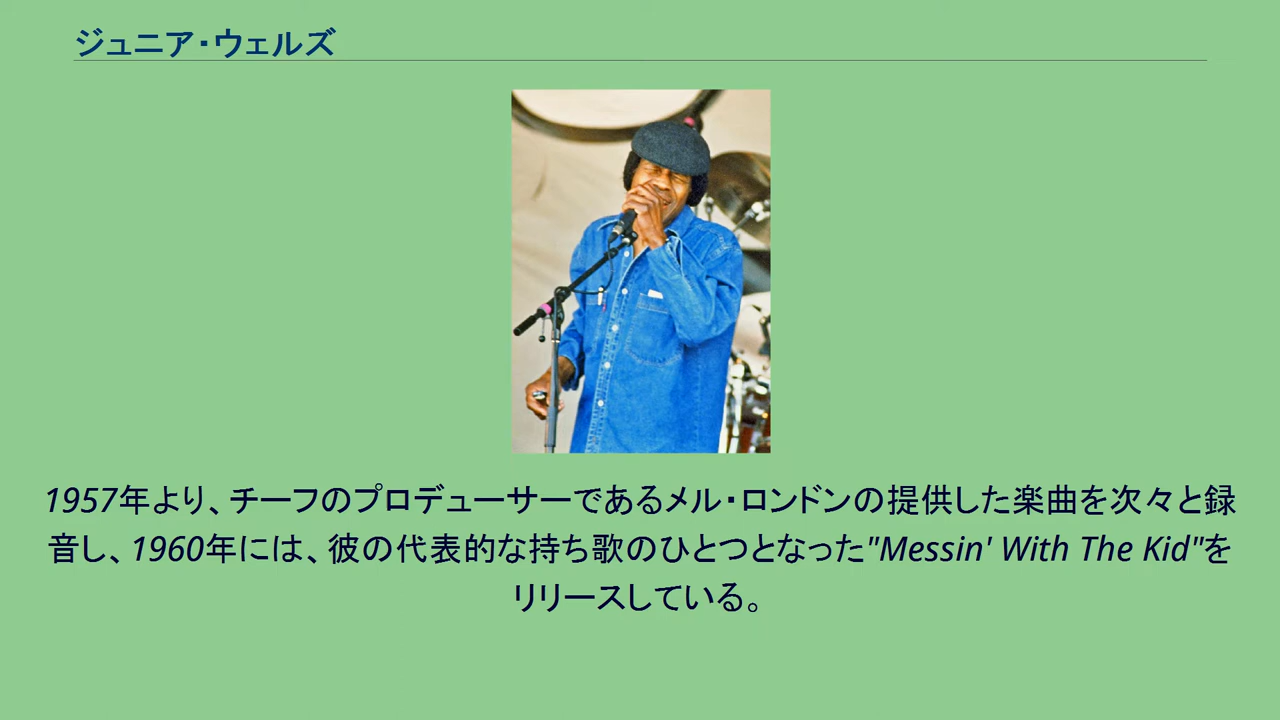 ジュニア・ウェルズ
1957年より、チーフのプロデューサーであるメル・ロンドンの提供した楽曲を次々と録
音し、1960年には、彼の代表的な持ち歌のひとつとなった"Messin' With The Kid"を
リリースしている。